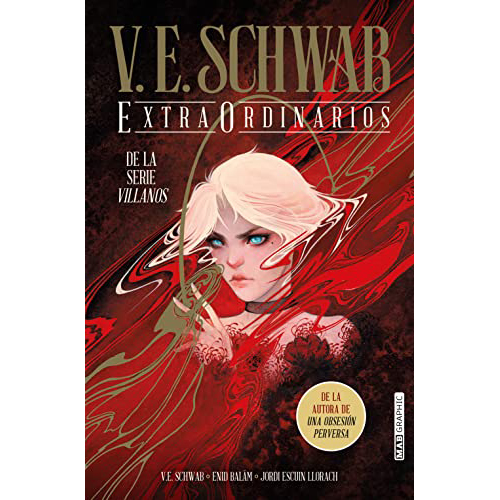 V. E. SCHWAB
EXTRAORDINARIOS
DE LA
SERIE
VILLANOS
DE LA
AUTORA DE
UNA OBSESIÓN
PERVERSA
MAB GRAPHIC
V.E. SCHWAB · ENID BALÁM · JORDI ESCUIN LLORACH